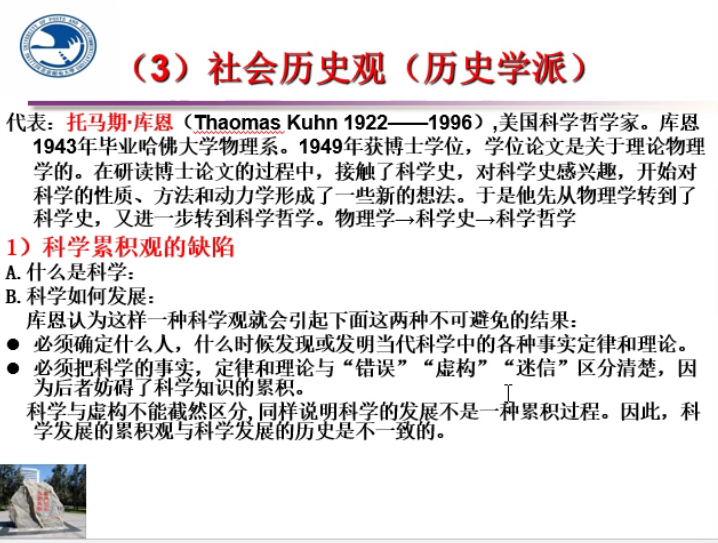 （3）社会历史观（历史学派）
代表：托马期·库恩（Thaomas Kuhn 1922——1996）,美国科学哲学家。库恩
1943年毕业哈佛大学物理系。1949年获博士学位，学位论文是关于理论物理
学的。在研读博士论文的过程中，接触了科学史，对科学史感兴趣，开始对
科学的性质、方法和动力学形成了一些新的想法。于是他先从物理学转到了
科学史，又进一步转到科学哲学。物理学→科学史→科学哲学
1）科学累积观的缺陷
A.什么是科学：
B.科学如何发展：
库恩认为这样一种科学观就会引起下面这两种不可避免的结果：
● 必须确定什么人，什么时候发现或发明当代科学中的各种事实定律和理论。
● 必须把科学的事实，定律和理论与“错误”“虚构”“迷信”区分清楚，因
为后者妨碍了科学知识的累积。
科学与虚构不能截然区分,同样说明科学的发展不是一种累积过程。因此，科
学发展的累积观与科学发展的历史是不一致的。